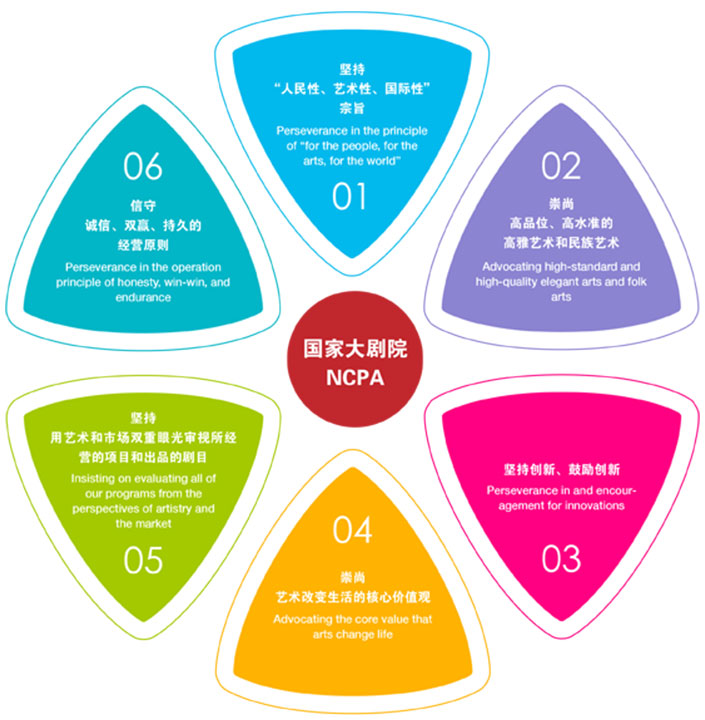 坚持
“人民性、艺术性、国际性”
宗旨
Perseverance in the principle
of “for the people, for the
arts, for the world”
01
02
崇尚
高品位、高水准的
高雅艺术和民族艺术
Advocating high-standard and
high-quality elegant arts and folk
arts
坚持创新、鼓励创新
Perseverance in and encour-
agement for innovations
03
04
崇尚
艺术改变生活的核心价值观
Advocating the core value that
arts change life
坚持
用艺术和市场双重眼光审视所经
营的项目和出品的剧目
Insisting on evaluating all of
our programs from the
perspectives of artistry and
the market
05
06
信守
诚信、双赢、持久的
经营原则
Perseverance in the operation
principle of honesty, win-win, and
endurance
国家大剧院
NCPA